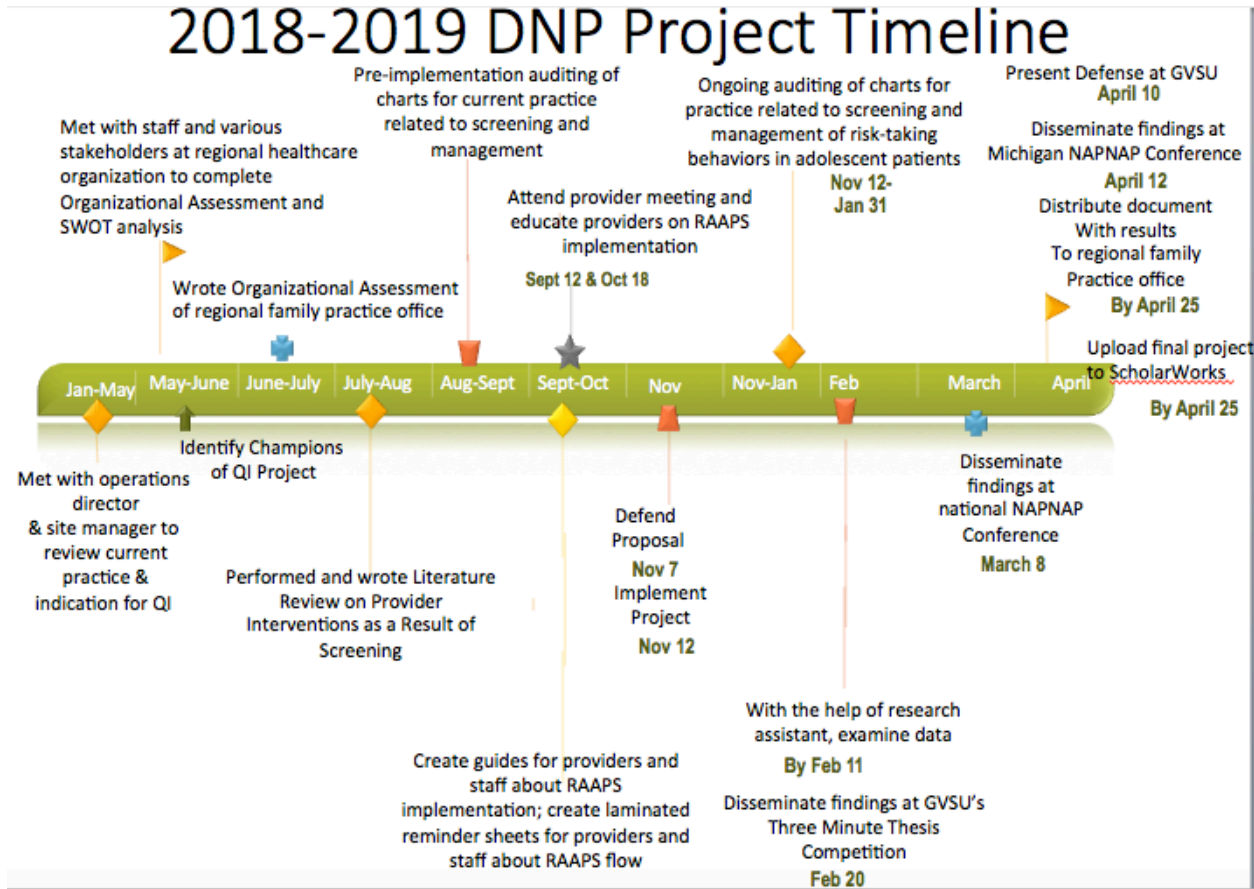 2018-2019 DNP Project Timeline
Met with staff and various
stakeholders at regional healthcare
organization to complete
Organizational Assessment and
SWOT analysis
Wrote Organizational Assessment
of regional family practice office
Pre-implementation auditing of
charts for current practice
related to screening and
management
Attend provider meeting and
educate providers on RAAPS
implementation
Sept 12 & Oct 18
Ongoing auditing of charts for
practice related to screening and
management of risk-taking
behaviors in adolescent patients
Nov 12-
Jan 31
Present Defense at GVSU
April 10
Disseminate findings at
Michigan NAPNAP Conference
April 12
Distribute document
With results
To regional family
Practice office
By April 25
Upload final project
to ScholarWorks
By April 25
Jan-May
May-June
June-July
July-Aug
Aug-Sept
Sept-Oct
Nov
Nov-Jan
Feb
March
April
Met with operations
director
& site manager to
review current
practice &
indication for QI
Identify Champions
of QI Project
Performed and wrote Literature
Review on Provider
Interventions as a Result of
Screening
Create guides for providers and
staff about RAAPS
implementation; create laminated
reminder sheets for providers and
staff about RAAPS flow
Defend
Proposal
Nov 7
Implement
Project
Nov 12
With the help of research
assistant, examine data
By Feb 11
Disseminate findings at GVSU's
Three Minute Thesis
Competition
Feb 20
Disseminate
findings at
national NAPNAP
Conference
March 8